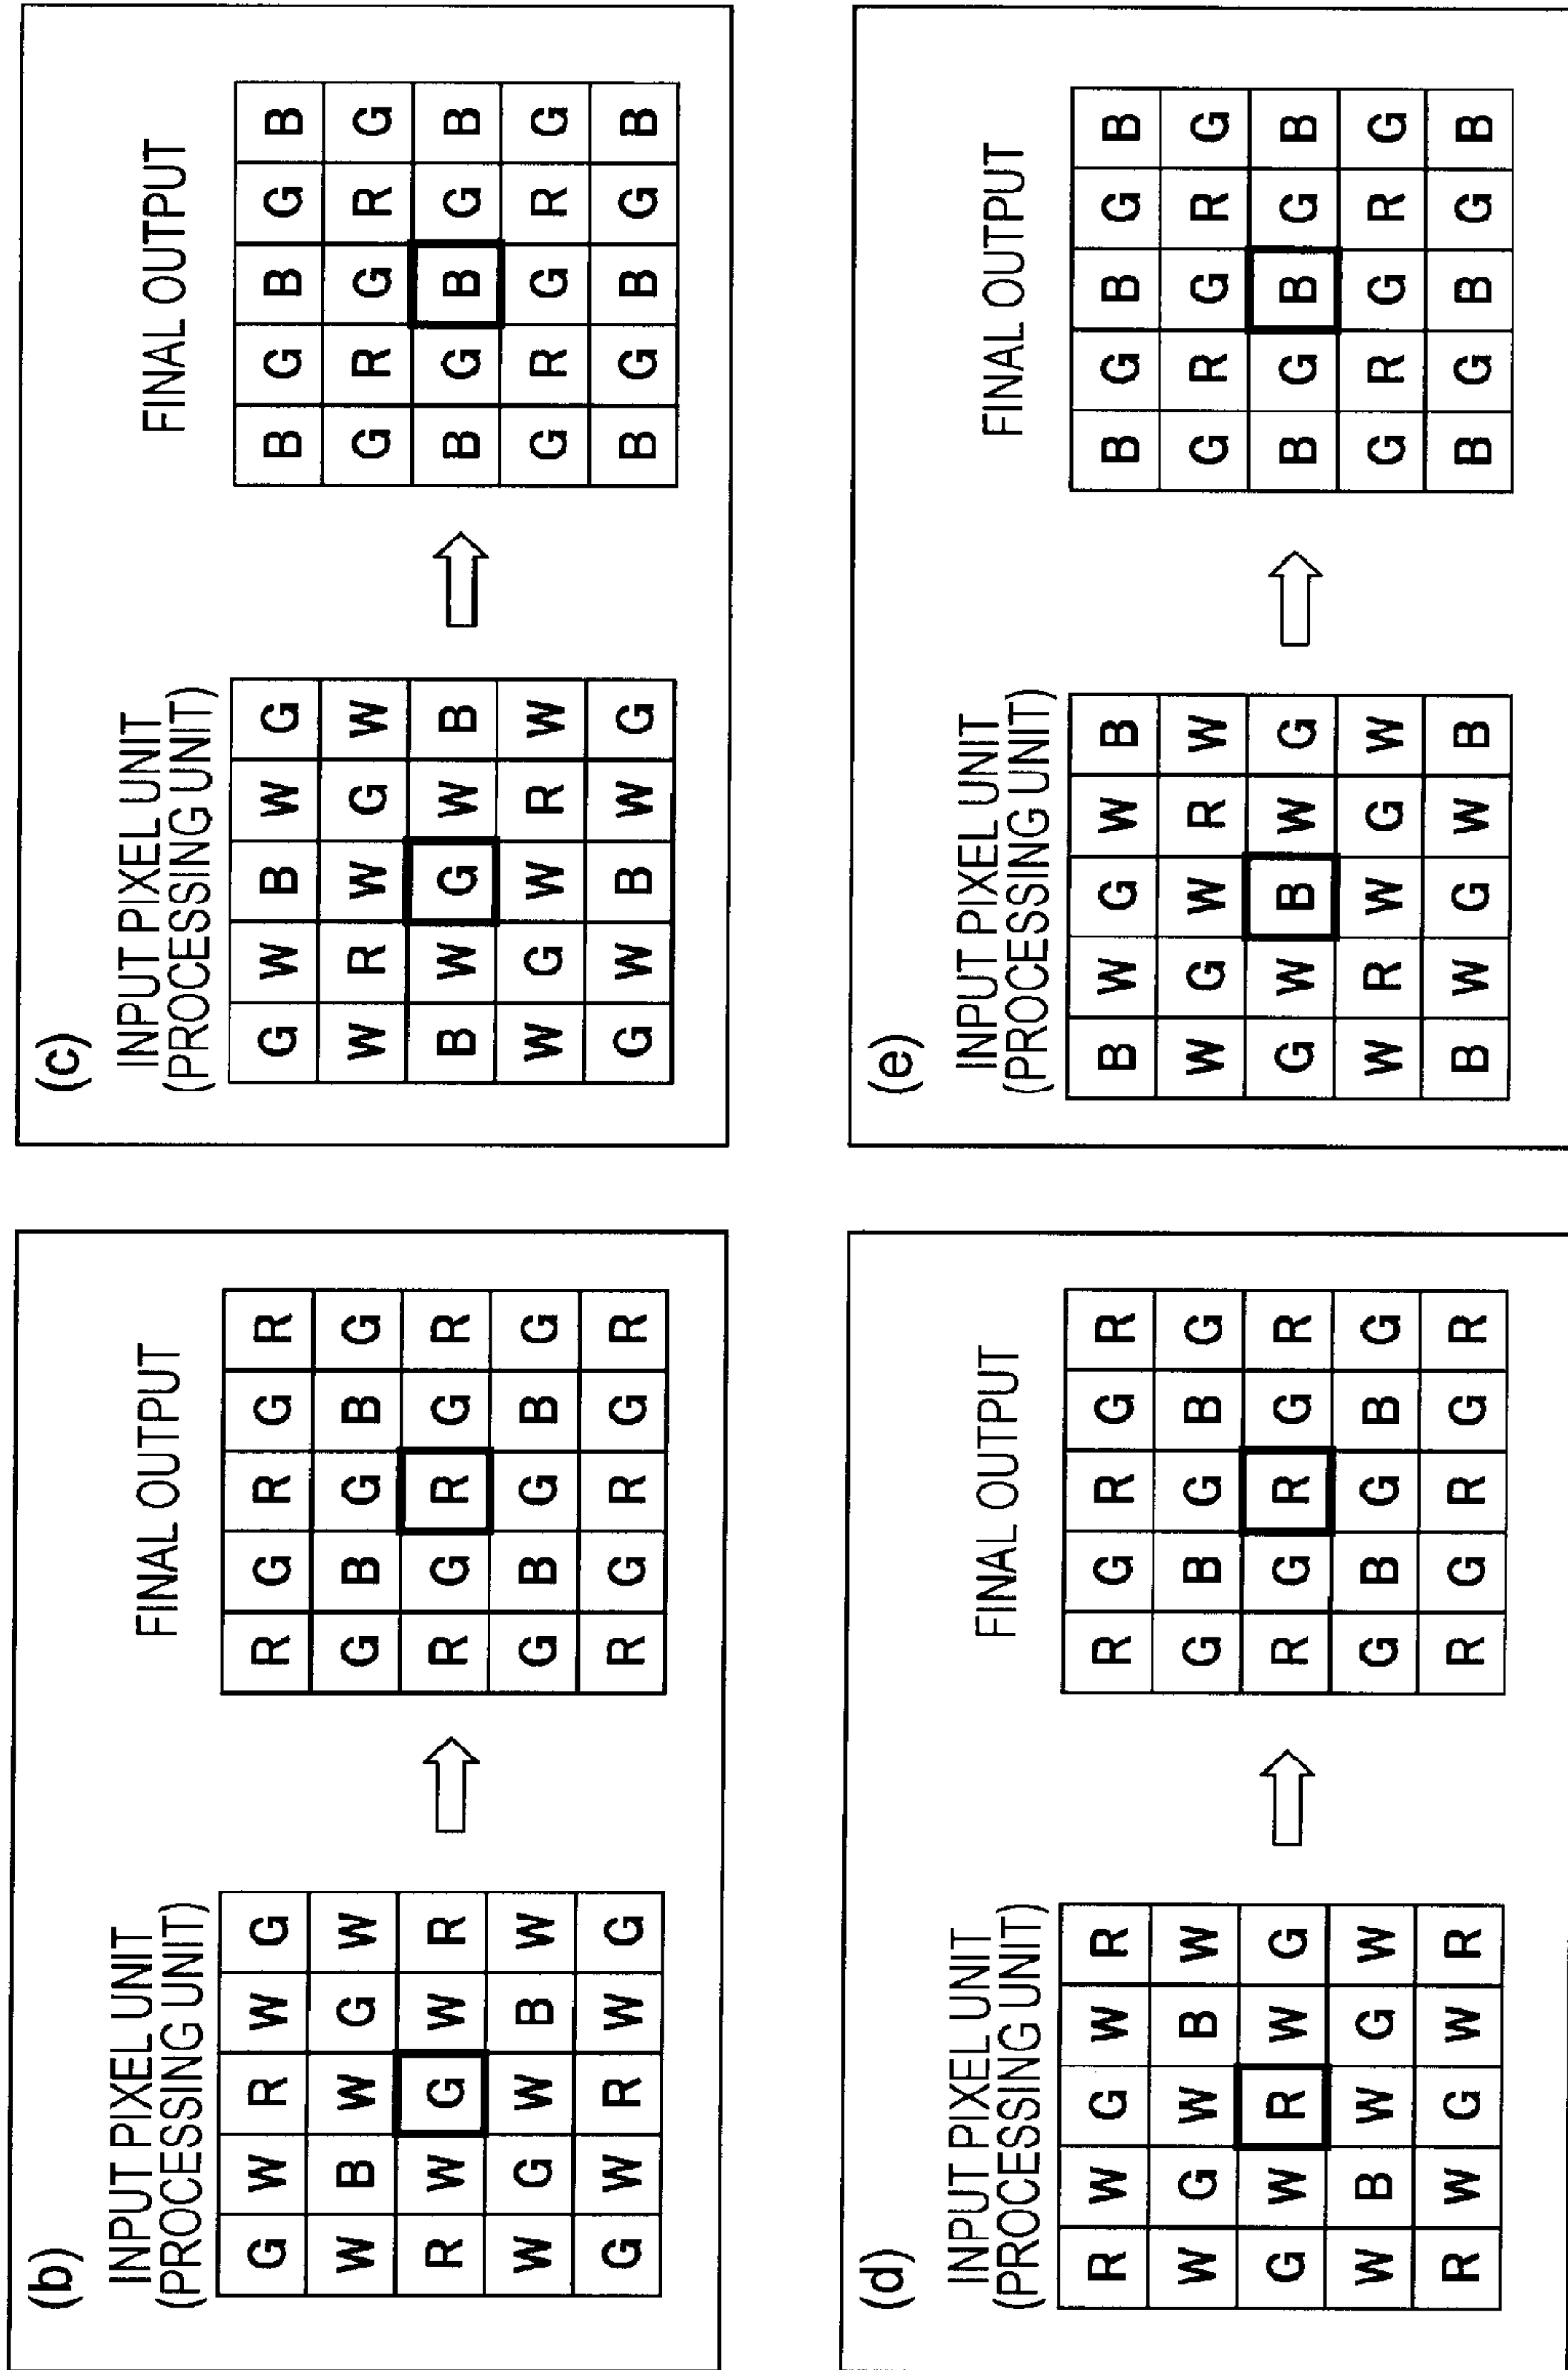 (b)
INPUT PIXEL UNIT
(PROCESSING UNIT)
G W R W G
W B W G W
R W G W R
W G W B W
G W R W G
FINAL OUTPUT
R G R G R
G B G B G
R G R G R
G B G B G
R G R G R
(c)
INPUT PIXEL UNIT
(PROCESSING UNIT)
G W B W G
W R W G W
B W G W B
W G W R W
G W B W G
FINAL OUTPUT
B G B G B
G R G R G
B G B G B
G R G R G
B G B G B
(d)
INPUT PIXEL UNIT
(PROCESSING UNIT)
R W G W R
W G W B W
G W R W G
W B W G W
R W G W R
FINAL OUTPUT
R G R G R
G B G B G
R G R G R
G B G B G
R G R G R
(e)
INPUT PIXEL UNIT
(PROCESSING UNIT)
B W G W B
W G W R W
G W B W G
W R W G W
B W G W B
FINAL OUTPUT
B G B G B
G R G R G
B G B G B
G R G R G
B G B G B